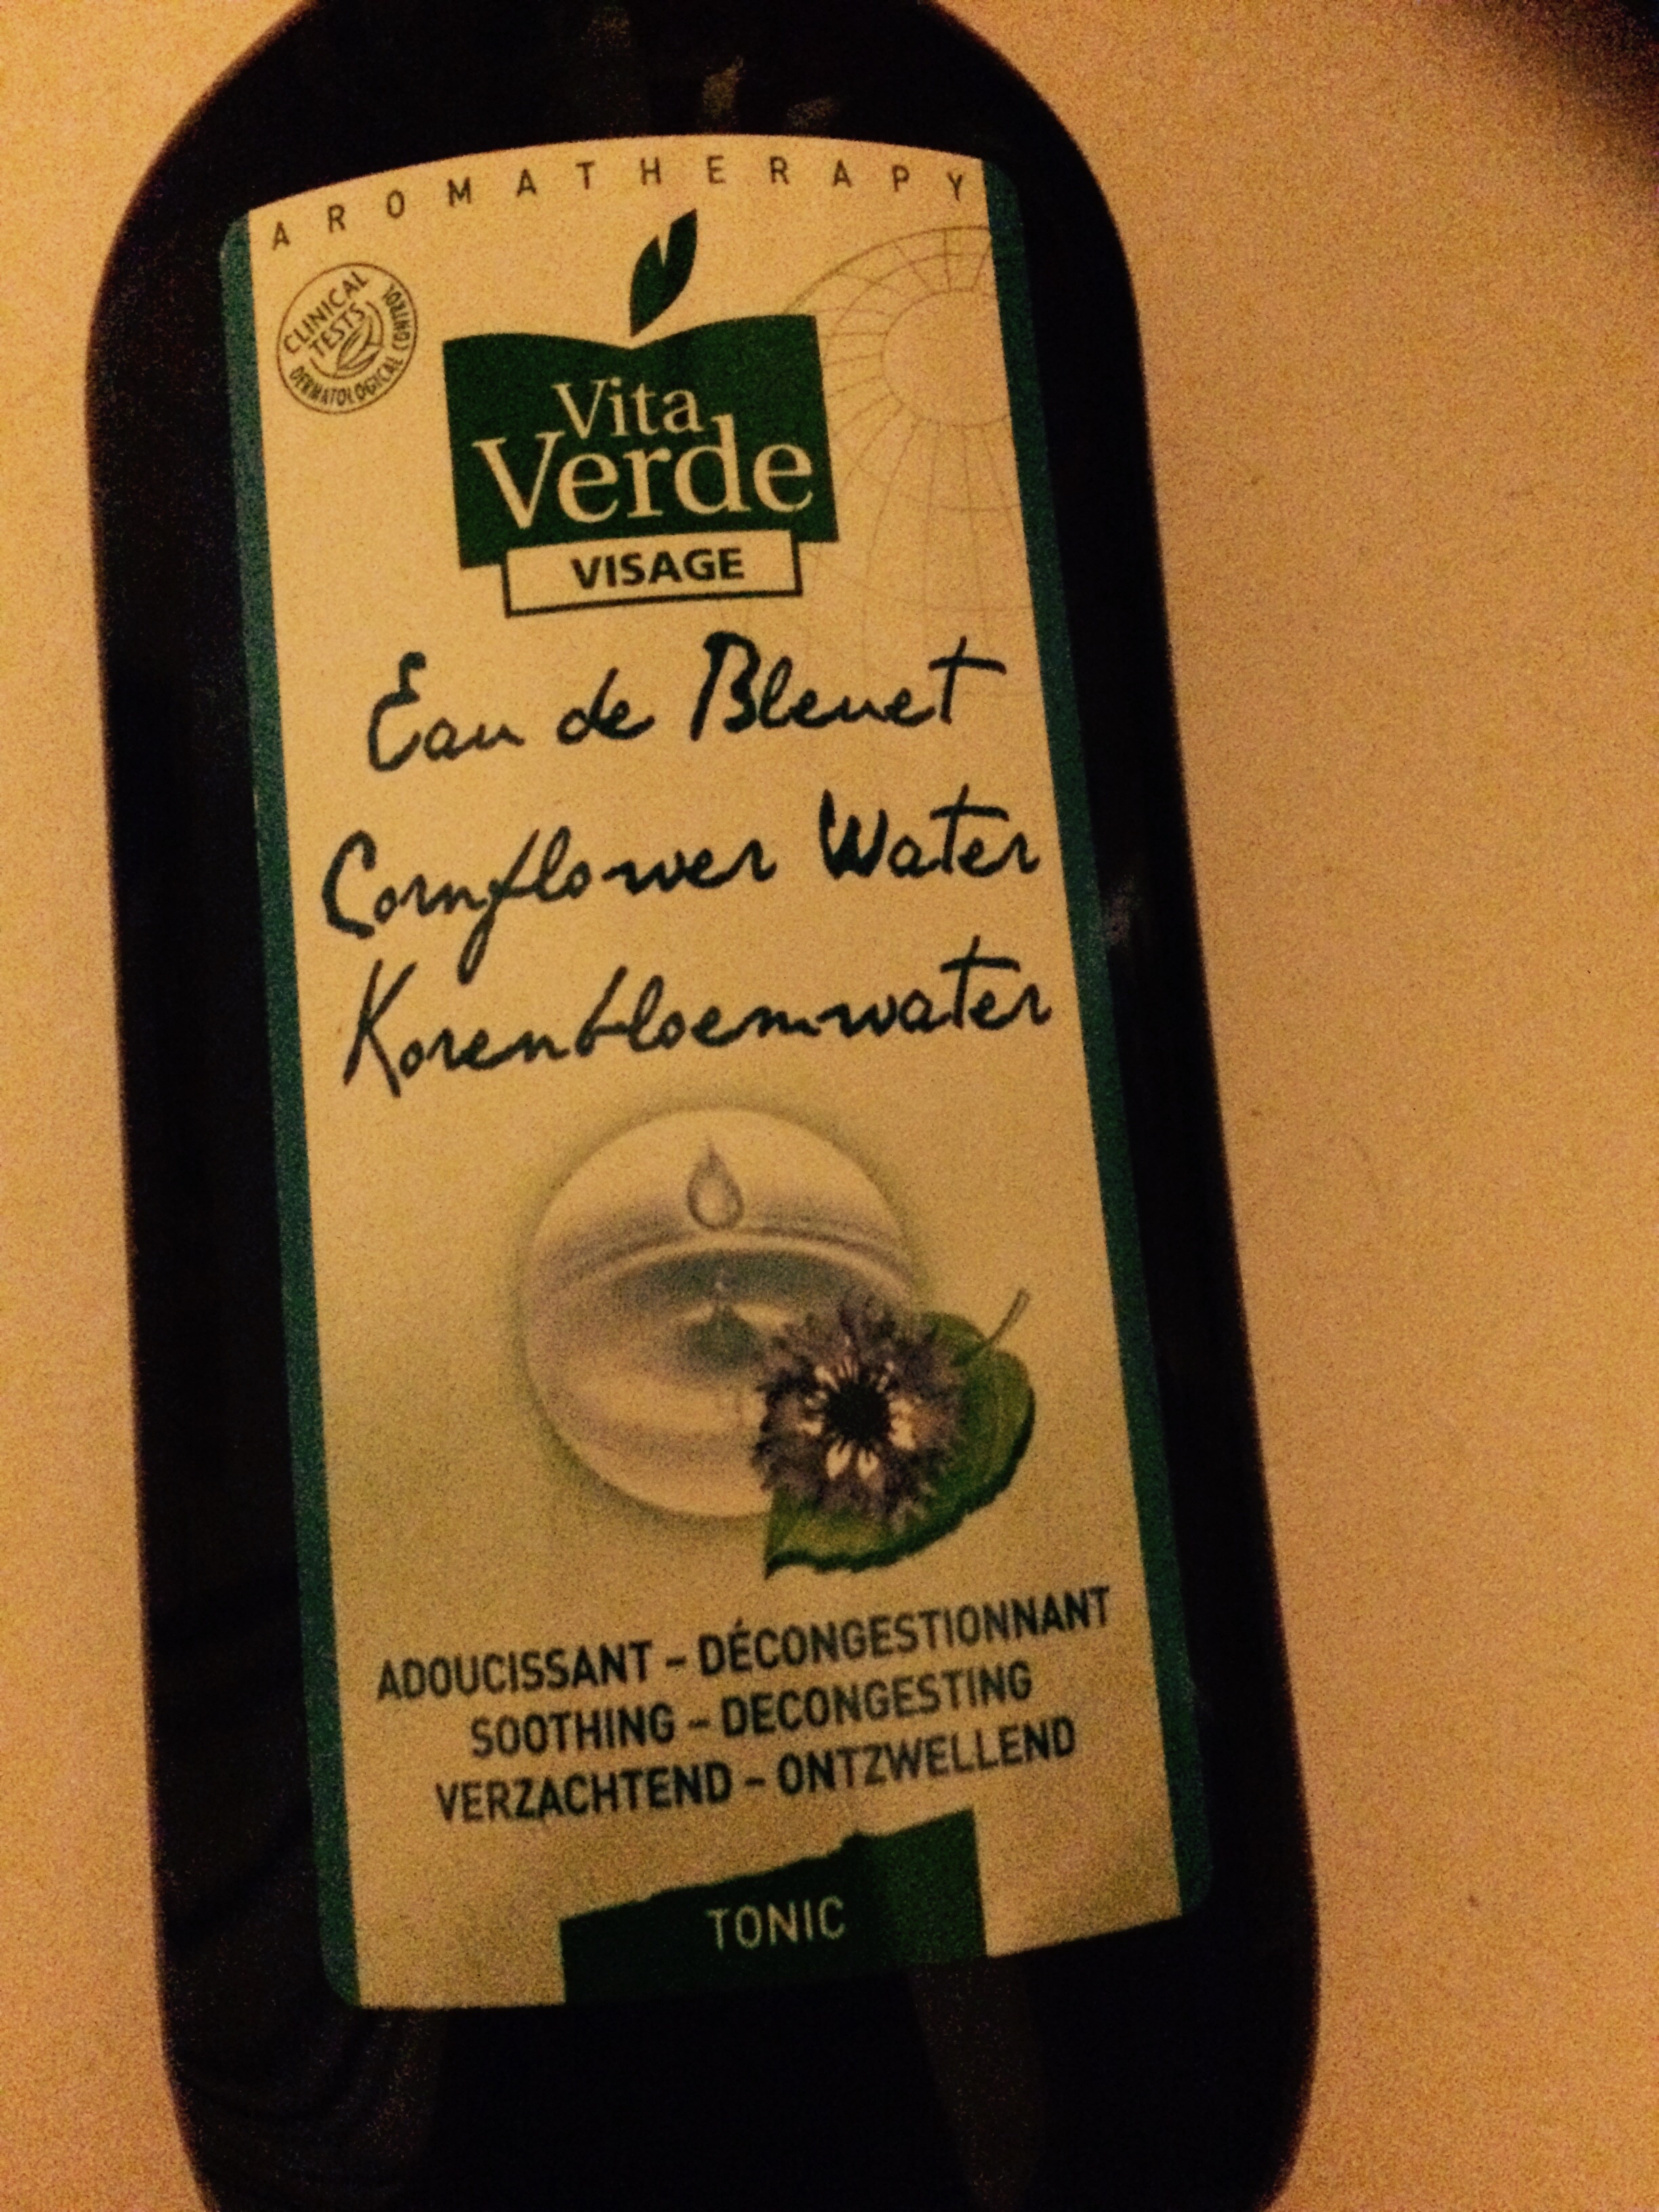 AROMATHERAPY
CLINICAL
TESTS
DERMATOLOGICAL CONTROL
Vita
Verde
VISAGE
Eau de Bleuet
Cornflower Water
Korenbloemwater
ADOUCISSANT – DÉCONGESTIONNANT
SOOTHING – DECONGESTING
VERZACHTEND – ONTZWELLEND
TONIC